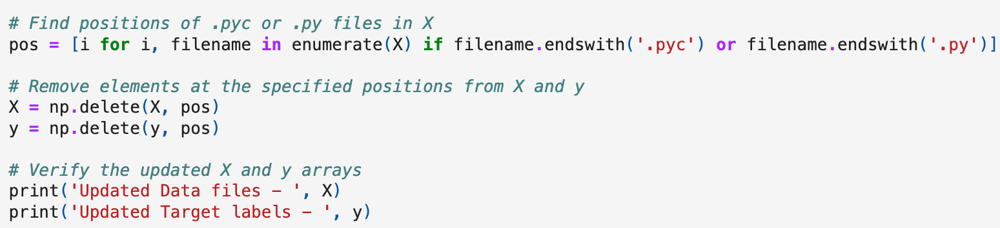 # Find positions of .pyc or .py files in X
pos = [i for i, filename in enumerate(X) if filename.endswith('.pyc') or filename.endswith('.py')]
# Remove elements at the specified positions from X and y
X = np.delete(X, pos)
y = np.delete(y, pos)
# Verify the updated X and y arrays
print('Updated Data files – ', X)
print('Updated Target labels – ', y)